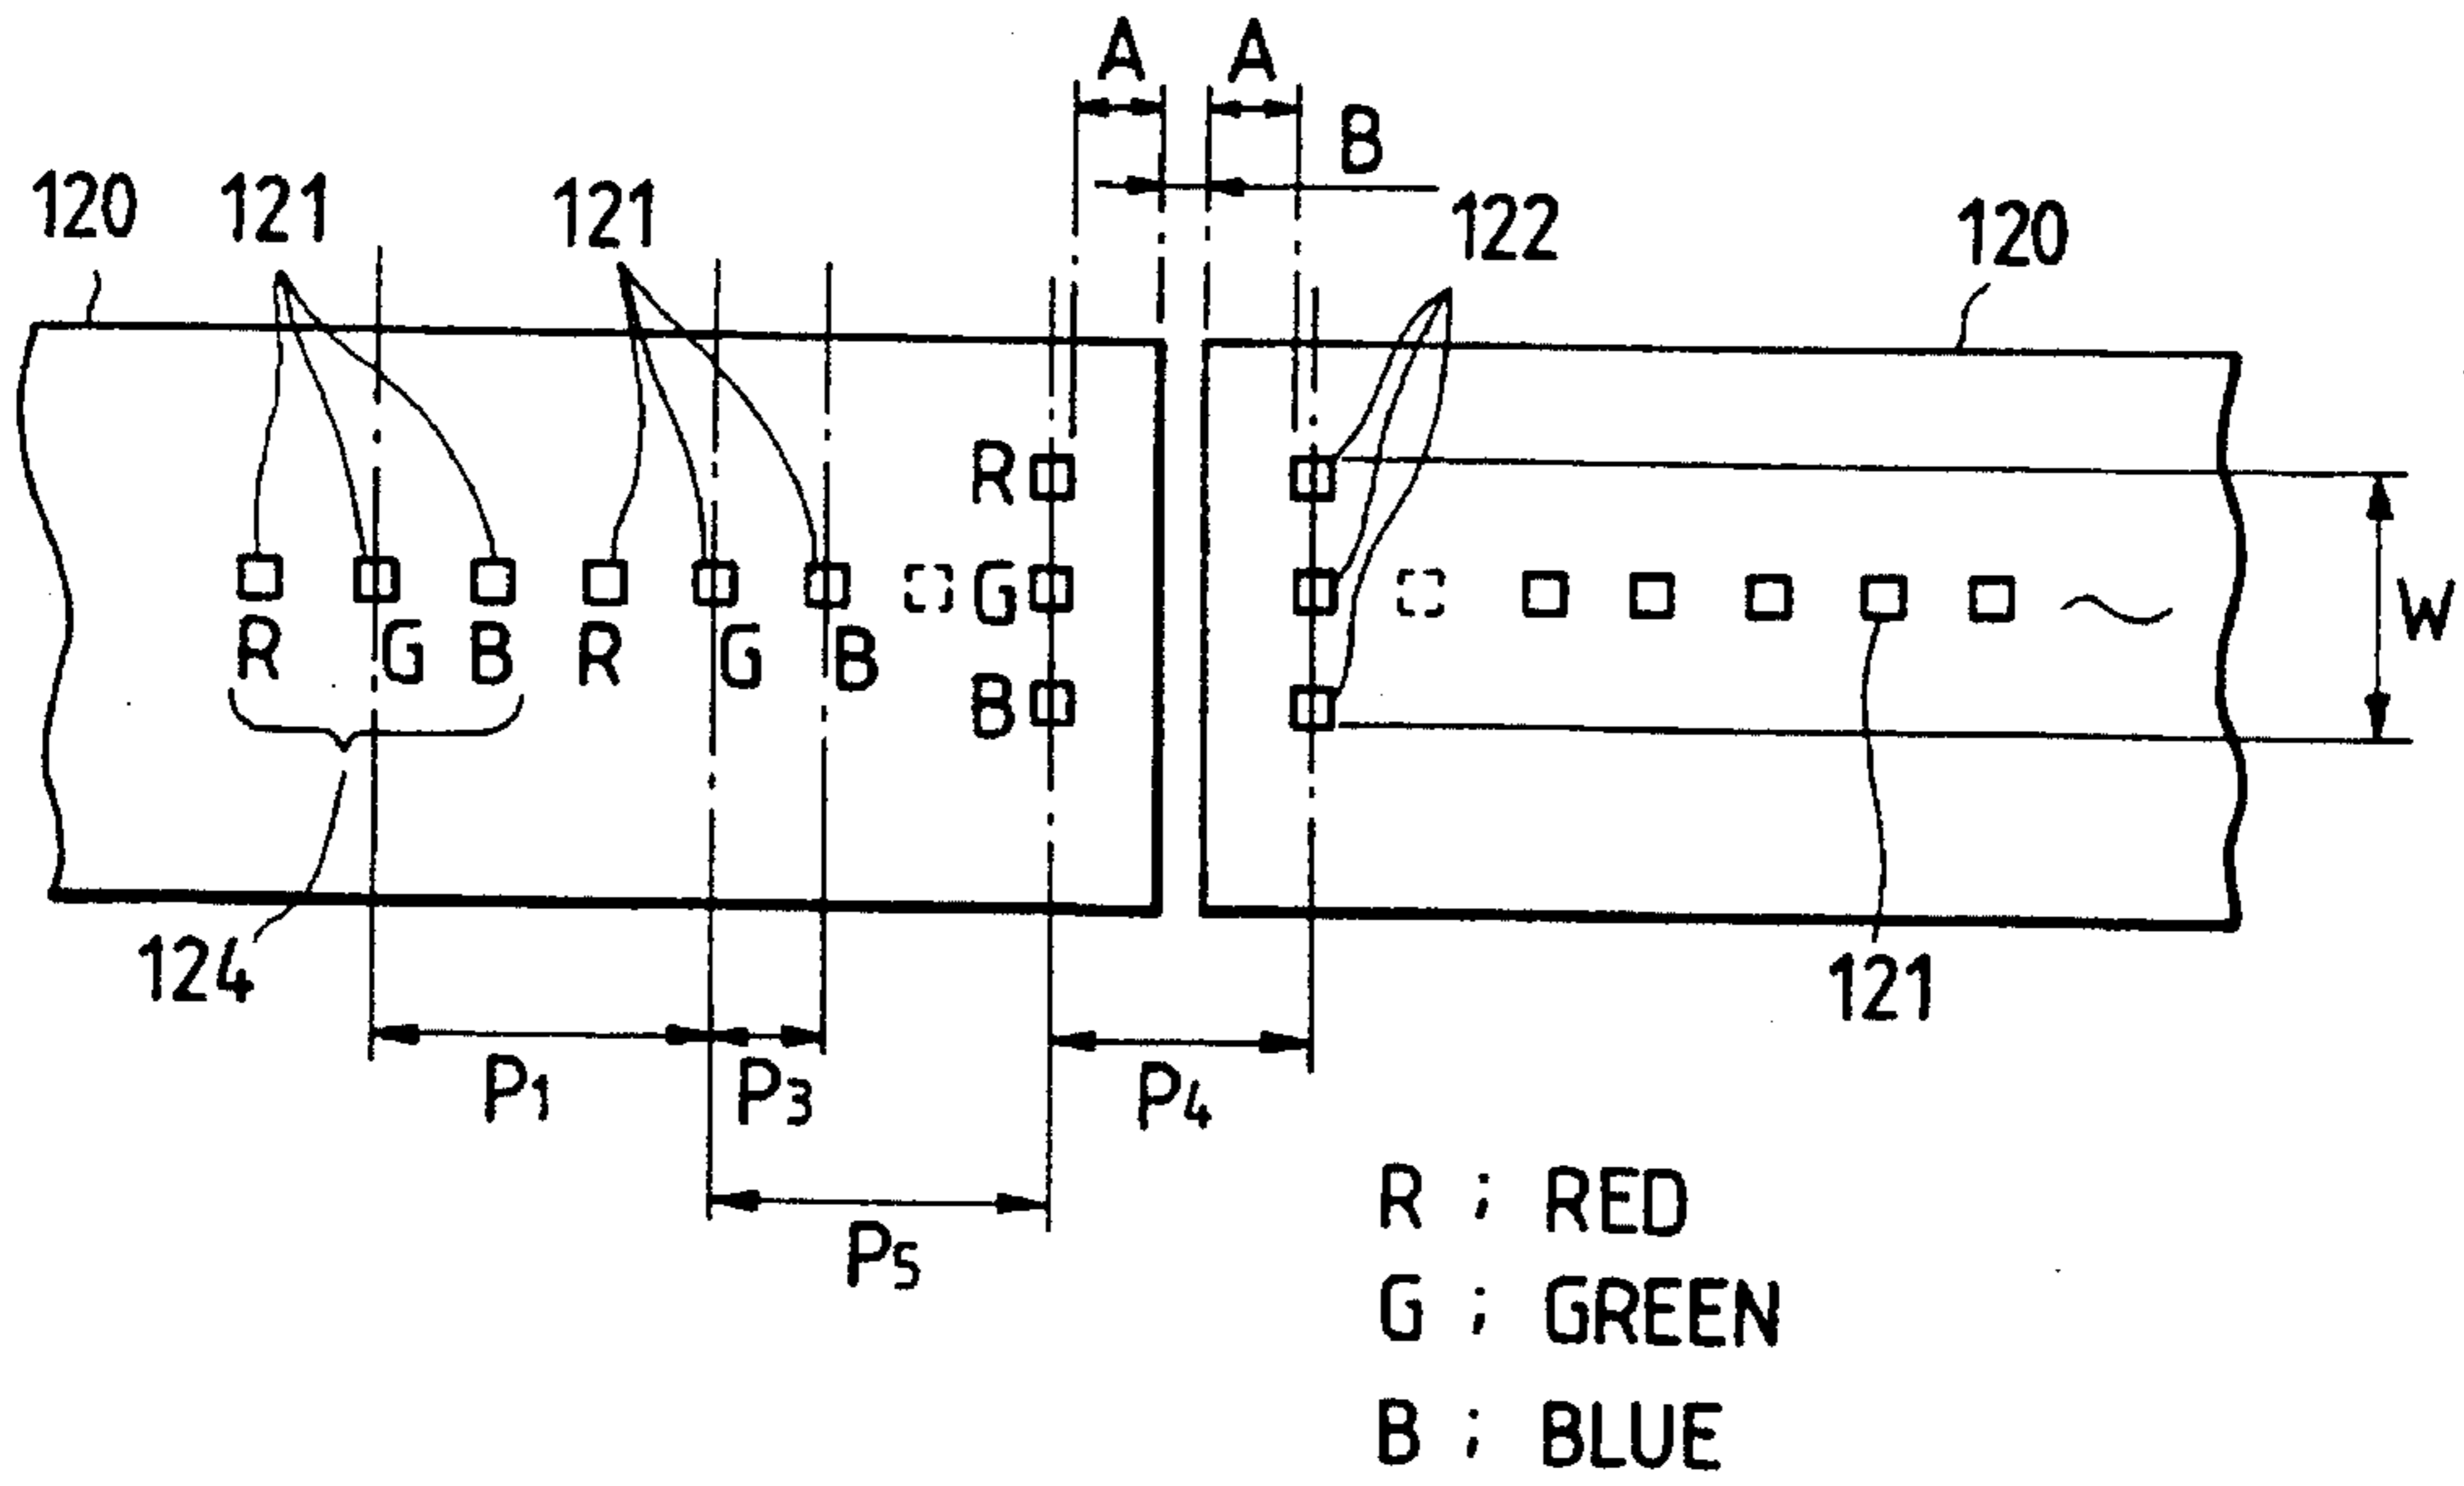 A A
B
120 121 121 122 120
R
R G B R G B G
B
W
124
121
P1 P3 P4
P5
R ; RED
G ; GREEN
B ; BLUE